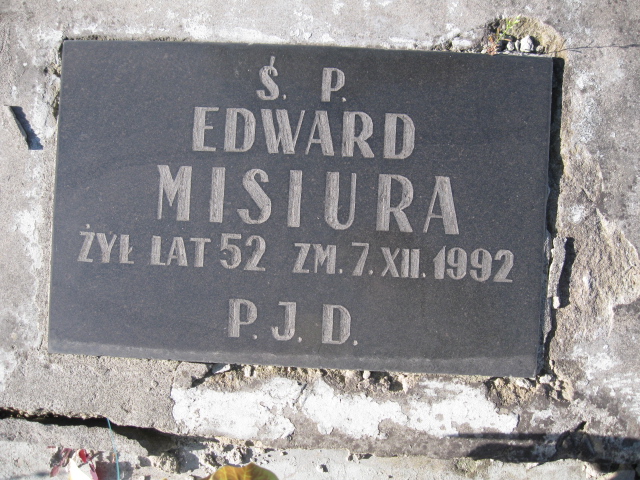 Ś. P.
EDWARD
MISIURA
ŻYŁ LAT 52 ZM. 7. XII. 1992
P. J. D.